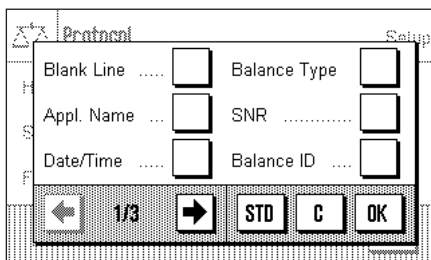 Protocol Setup
Blank Line ..... Balance Type
Appl. Name ... SNR .............
Date/Time ..... Balance ID ....
1/3 STD C OK
H
S
F